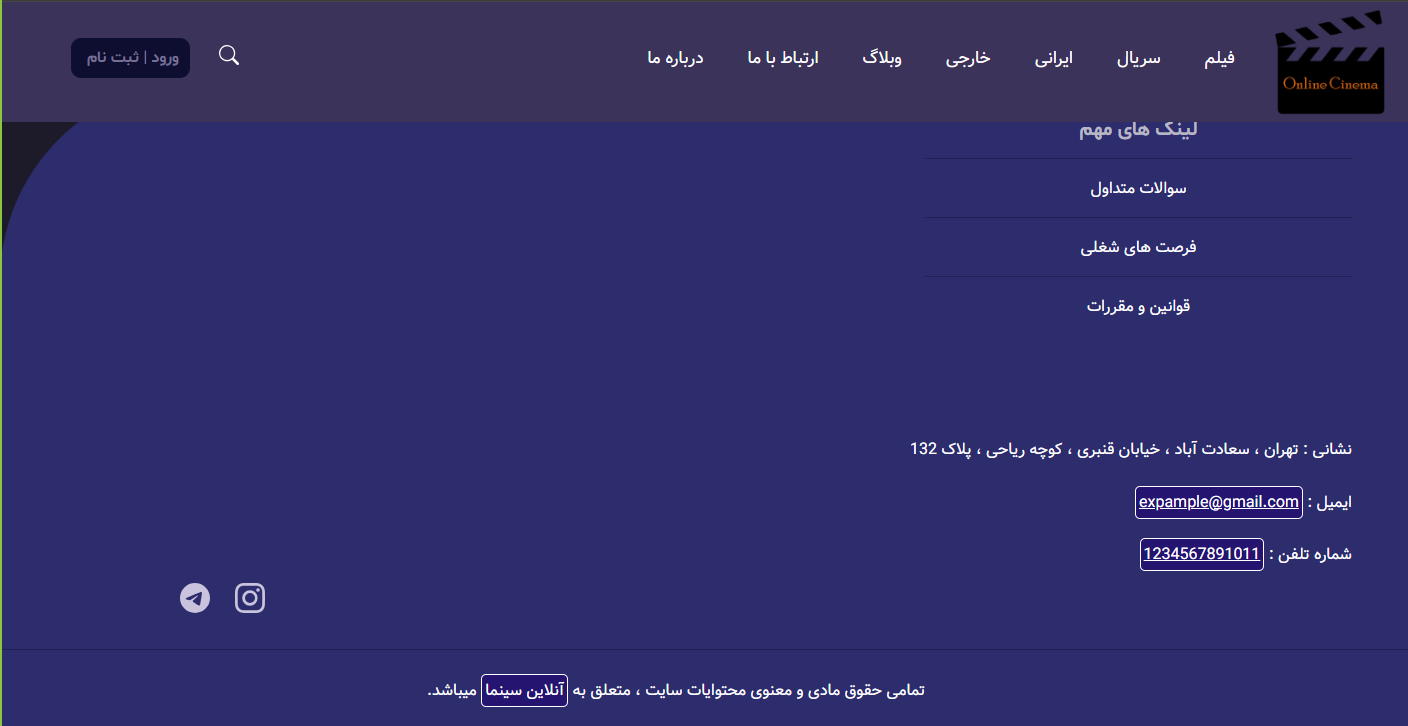 Online Cinema
فیلم سریال ایرانی خارجی وبلاگ ارتباط با ما درباره ما ورود | ثبت نام
لینک های مهم
سوالات متداول
فرصت های شغلی
قوانین و مقررات
نشانی : تهران ، سعادت آباد ، خیابان قنبری ، کوچه ریاحی ، پلاک 132
ایمیل : expample@gmail.com
شماره تلفن : 1234567891011
تمامی حقوق مادی و معنوی محتوایات سایت ، متعلق به آنلاین سینما میباشد.